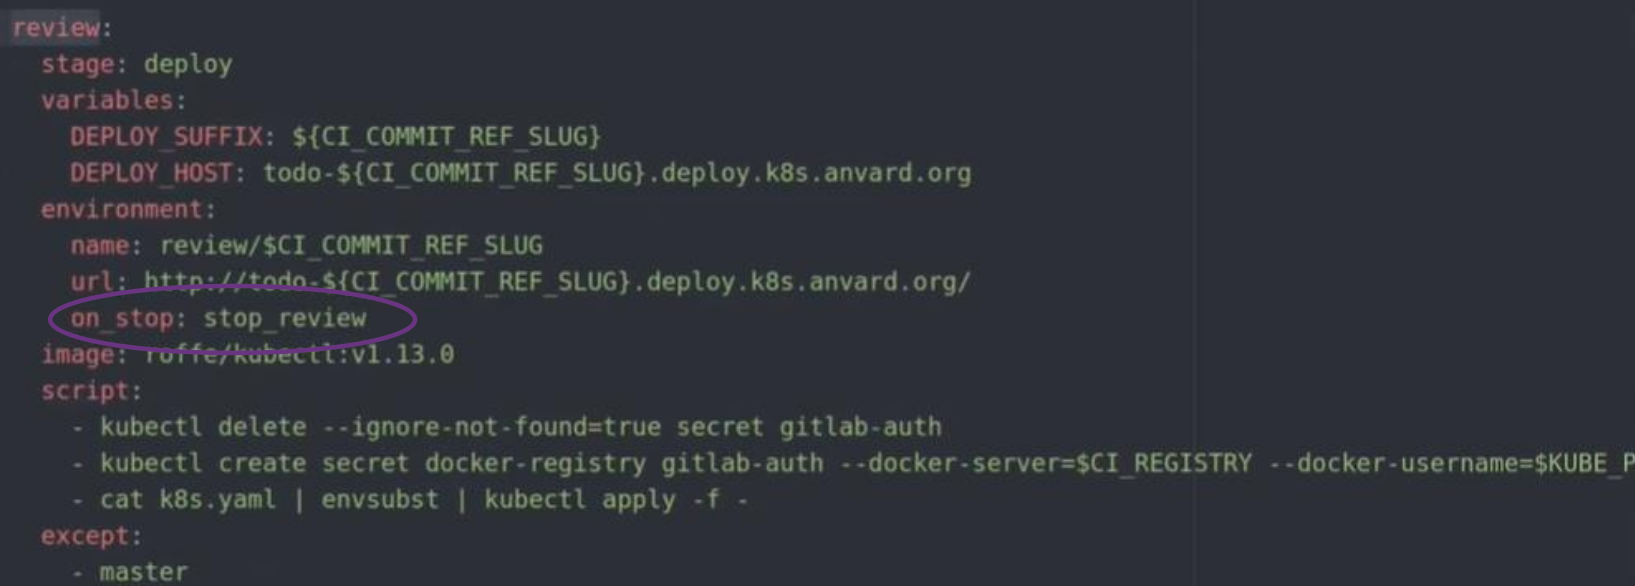 review:
stage: deploy
variables:
DEPLOY_SUFFIX: ${CI_COMMIT_REF_SLUG}
DEPLOY_HOST: todo-${CI_COMMIT_REF_SLUG}.deploy.k8s.anvard.org
environment:
name: review/$CI_COMMIT_REF_SLUG
url: http://todo-${CI_COMMIT_REF_SLUG}.deploy.k8s.anvard.org/
on_stop: stop_review
image: roffe/kubectl:v1.13.0
script:
- kubectl delete --ignore-not-found=true secret gitlab-auth
- kubectl create secret docker-registry gitlab-auth --docker-server=$CI_REGISTRY --docker-username=$KUBE_P
- cat k8s.yaml | envsubst | kubectl apply -f -
except:
- master